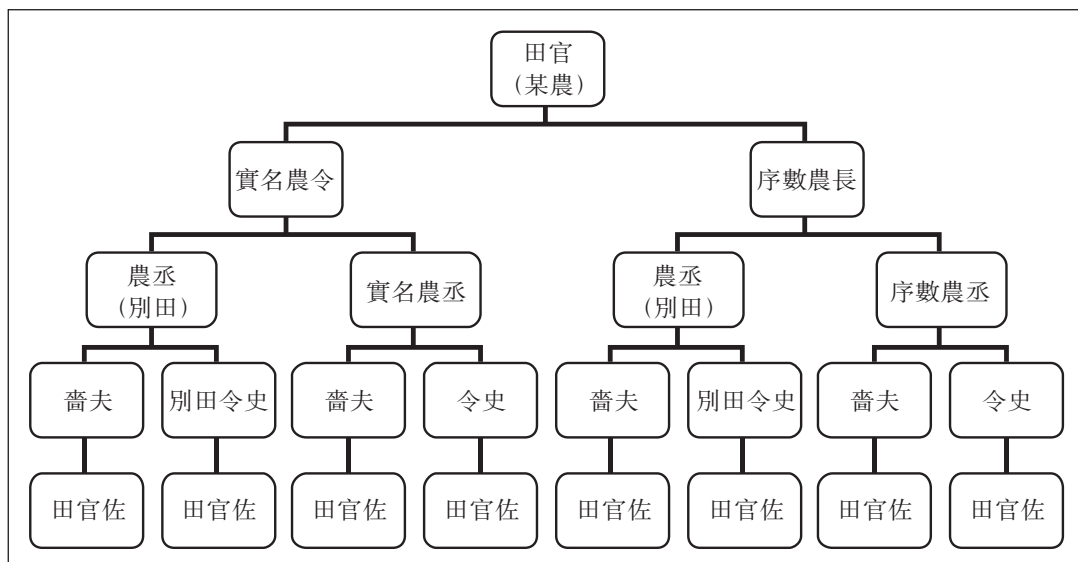 田官
（某農）
實名農令
序數農長
農丞
（別田）
實名農丞
農丞
（別田）
序數農丞
嗇夫
別田令史
嗇夫
令史
嗇夫
別田令史
嗇夫
令史
田官佐
田官佐
田官佐
田官佐
田官佐
田官佐
田官佐
田官佐